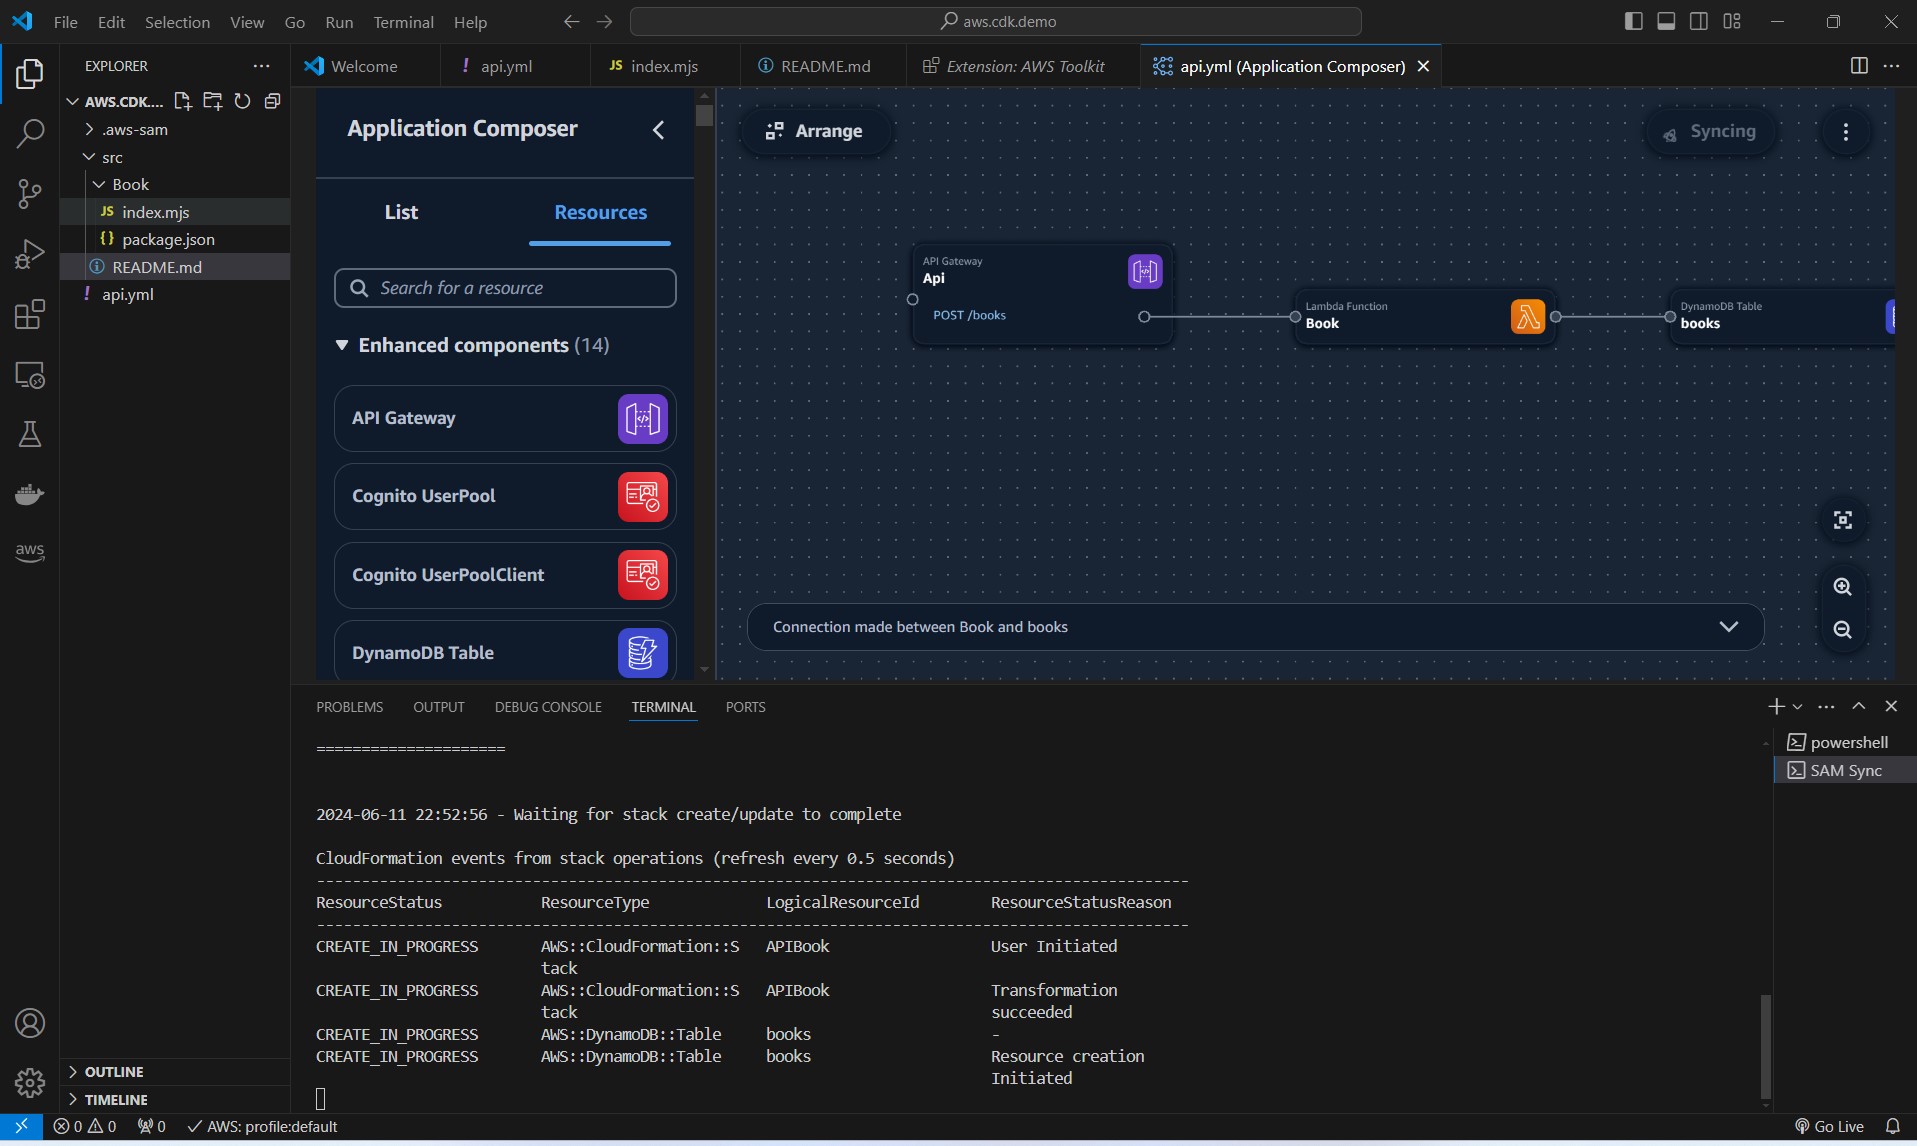 File Edit Selection View Go Run Terminal Help
aws.cdk.demo
EXPLORER
Welcome
! api.yml
JS index.mjs
README.md
Extension: AWS Toolkit
api.yml (Application Composer)
AWS.CDK....
.aws-sam
src
Book
JS index.mjs
{} package.json
README.md
! api.yml
aws
Application Composer
List Resources
Search for a resource
Enhanced components (14)
API Gateway
Cognito UserPool
Cognito UserPoolClient
DynamoDB Table
Arrange
Syncing
API Gateway
Api
POST /books
Lambda Function
Book
DynamoDB Table
books
Connection made between Book and books
PROBLEMS OUTPUT DEBUG CONSOLE TERMINAL PORTS
powershell
SAM Sync
=====================
2024-06-11 22:52:56 - Waiting for stack create/update to complete
CloudFormation events from stack operations (refresh every 0.5 seconds)
-------------------------------------------------------------------------------------------------
ResourceStatus ResourceType LogicalResourceId ResourceStatusReason
-------------------------------------------------------------------------------------------------
CREATE_IN_PROGRESS AWS::CloudFormation::S APIBook User Initiated
tack
CREATE_IN_PROGRESS AWS::CloudFormation::S APIBook Transformation
tack succeeded
CREATE_IN_PROGRESS AWS::DynamoDB::Table books -
CREATE_IN_PROGRESS AWS::DynamoDB::Table books Resource creation
Initiated
OUTLINE
TIMELINE
0 0 0 AWS: profile:default
Go Live